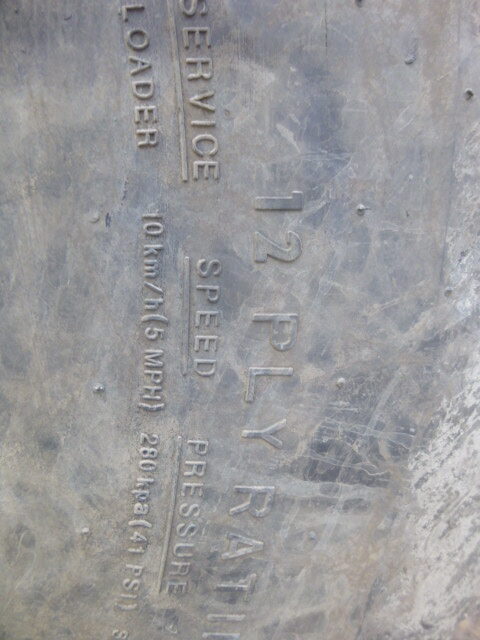 12 PLY RATI
SERVICE SPEED PRESSURE
LOADER 10 km/h (5 MPH) 280 kpa (41 PSI)